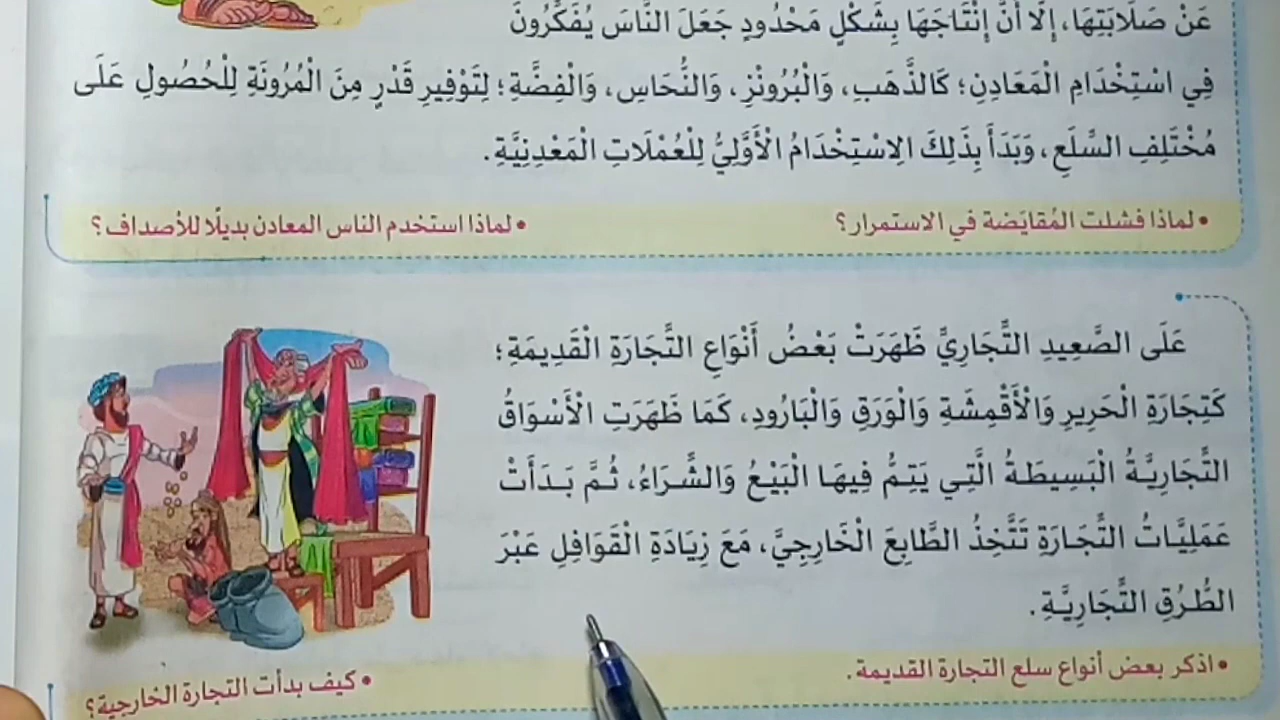 عَنْ صَلَابَتِهَا، إِلَّا أَنَّ إِنْتَاجَهَا بِشَكْلٍ مَحْدُودٍ جَعَلَ النَّاسَ يُفَكِّرُونَ
فِي اسْتِخْدَامِ الْمَعَادِنِ؛ كَالذَّهَبِ، وَالْبُرُونْزِ، وَالنُّحَاسِ، وَالْفِضَّةِ؛ لِتَوْفِيرِ قَدْرٍ مِنَ الْمُرُونَةِ لِلْحُصُولِ عَلَى
مُخْتَلِفِ السِّلَعِ، وَبَدَأَ بِذَلِكَ الِاسْتِخْدَامُ الْأَوَّلِيُّ لِلْعُمْلَاتِ الْمَعْدِنِيَّةِ.
• لماذا فشلت المُقايَضة في الاستمرار؟ • لماذا استخدم الناس المعادن بديلًا للأصداف؟
عَلَى الصَّعِيدِ التِّجَارِيِّ ظَهَرَتْ بَعْضُ أَنْوَاعِ التِّجَارَةِ الْقَدِيمَةِ؛
كَتِجَارَةِ الْحَرِيرِ وَالْأَقْمِشَةِ وَالْوَرَقِ وَالْبَارُودِ، كَمَا ظَهَرَتِ الْأَسْوَاقُ
التِّجَارِيَّةُ الْبَسِيطَةُ الَّتِي يَتِمُّ فِيهَا الْبَيْعُ وَالشِّرَاءُ، ثُمَّ بَدَأَتْ
عَمَلِيَّاتُ التِّجَارَةِ تَتَّخِذُ الطَّابِعَ الْخَارِجِيَّ، مَعَ زِيَادَةِ الْقَوَافِلِ عَبْرَ
الطُّرُقِ التِّجَارِيَّةِ.
• اذكر بعض أنواع سلع التجارة القديمة. • كيف بدأت التجارة الخارجية؟